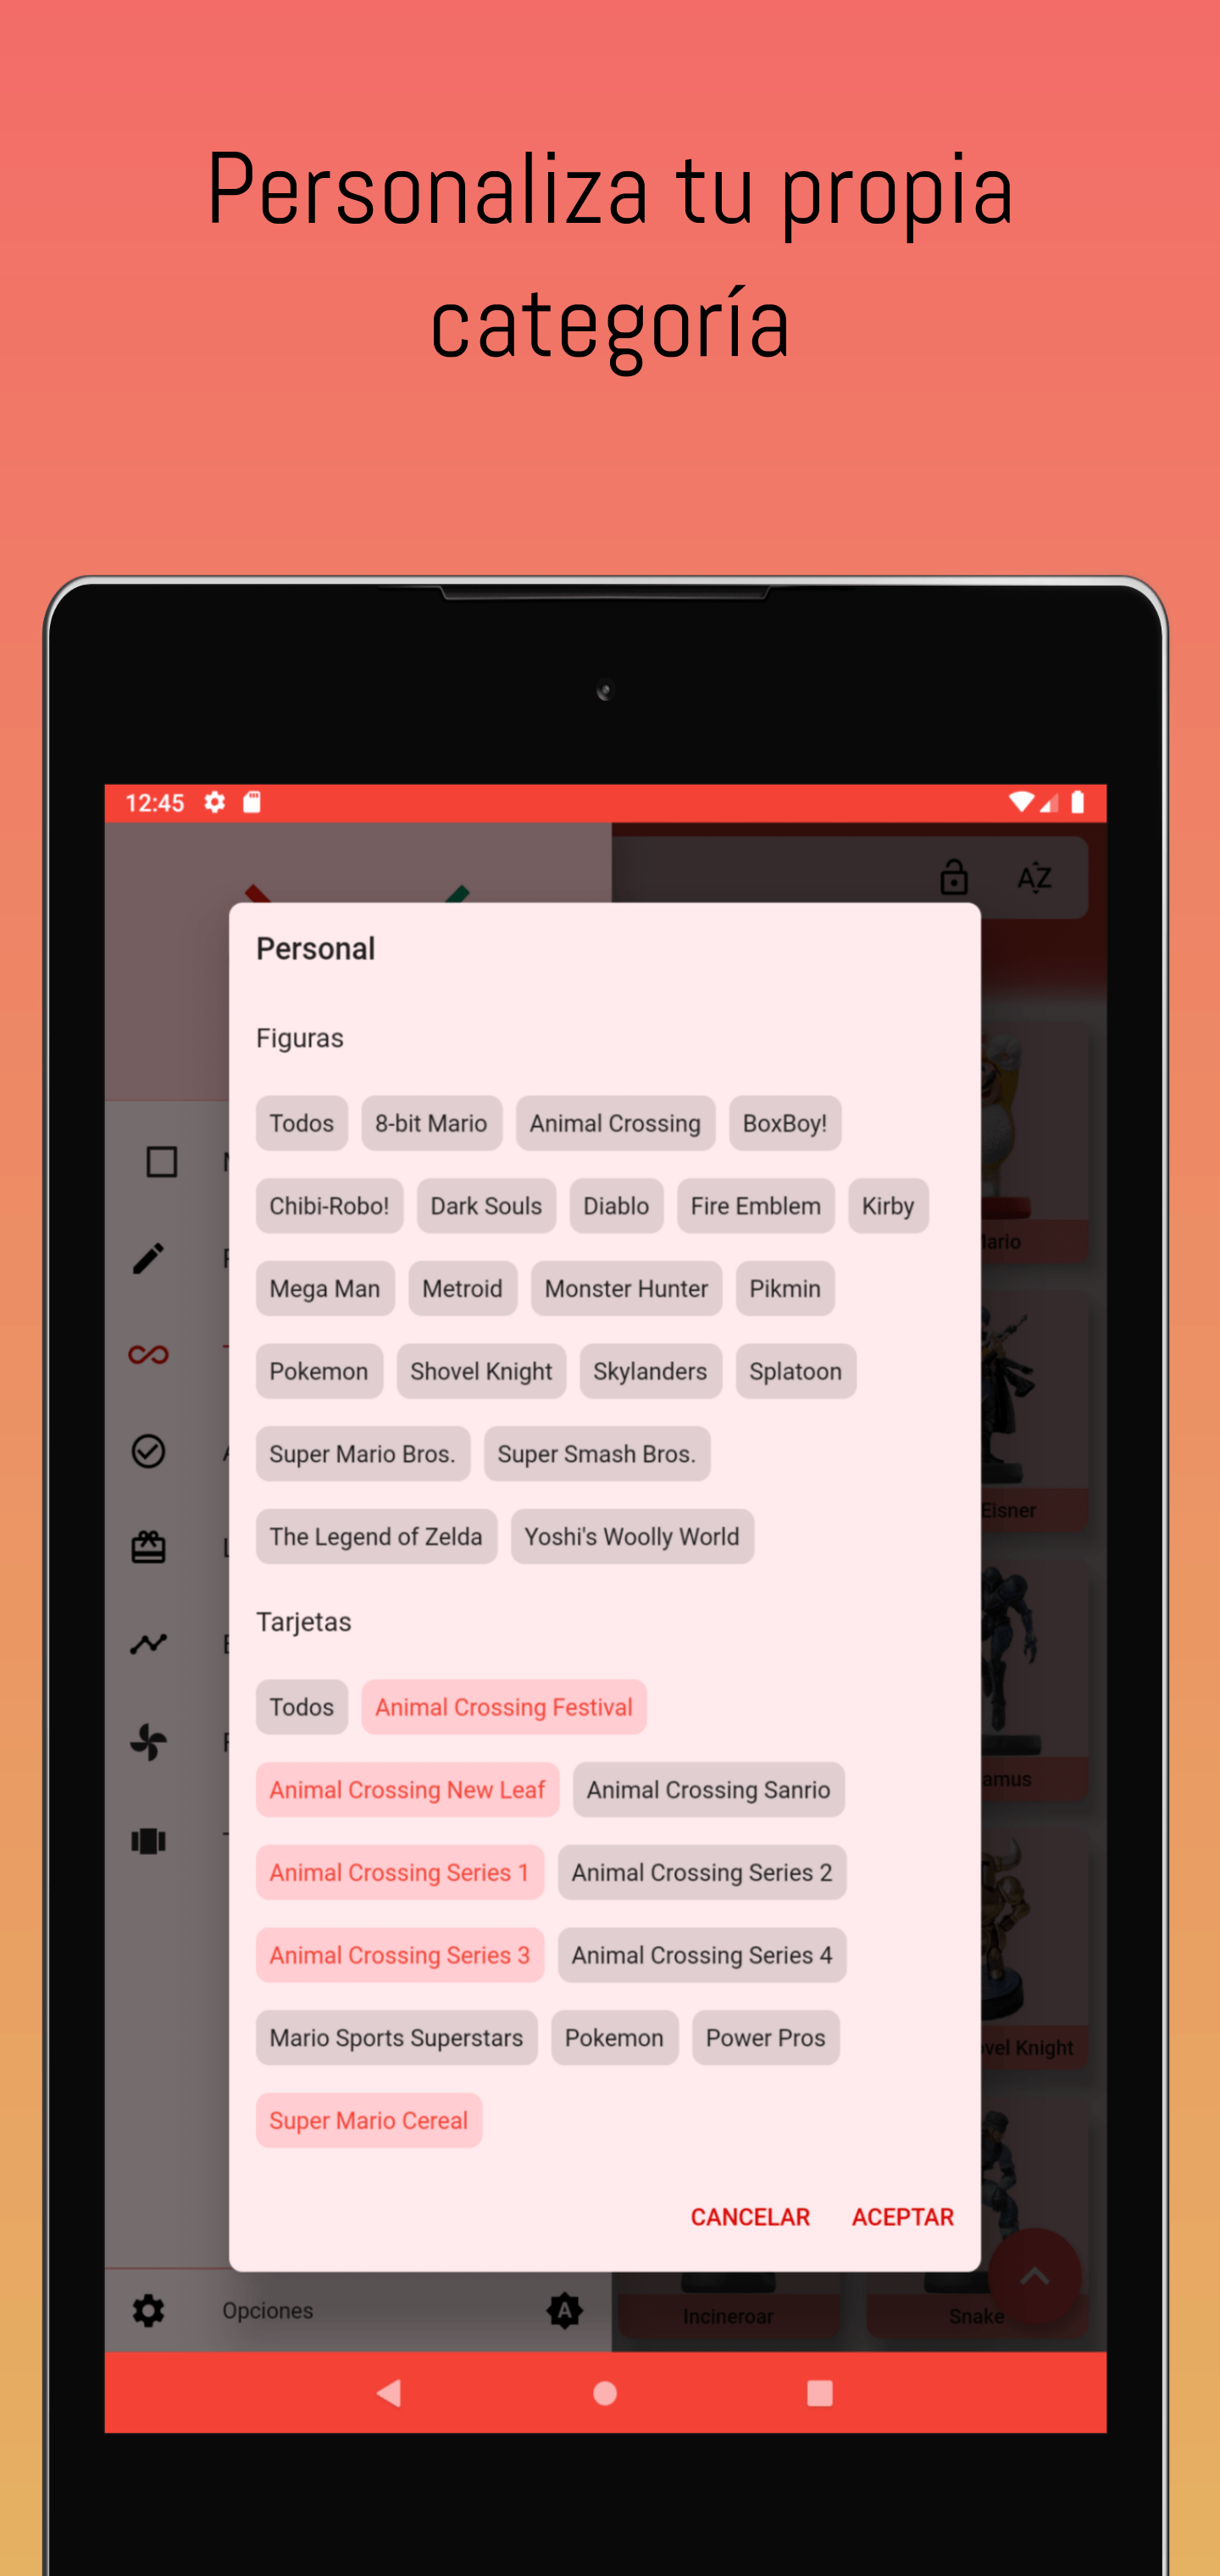 Personaliza tu propia
categoría
12:45
AZ
Personal
Figuras
Todos 8-bit Mario Animal Crossing BoxBoy!
Chibi-Robo! Dark Souls Diablo Fire Emblem Kirby
Mega Man Metroid Monster Hunter Pikmin
Pokemon Shovel Knight Skylanders Splatoon
Super Mario Bros. Super Smash Bros.
The Legend of Zelda Yoshi's Woolly World
Tarjetas
Todos Animal Crossing Festival
Animal Crossing New Leaf Animal Crossing Sanrio
Animal Crossing Series 1 Animal Crossing Series 2
Animal Crossing Series 3 Animal Crossing Series 4
Mario Sports Superstars Pokemon Power Pros
Super Mario Cereal
CANCELAR ACEPTAR
Eisner
Knight
Opciones A
Incineroar Snake